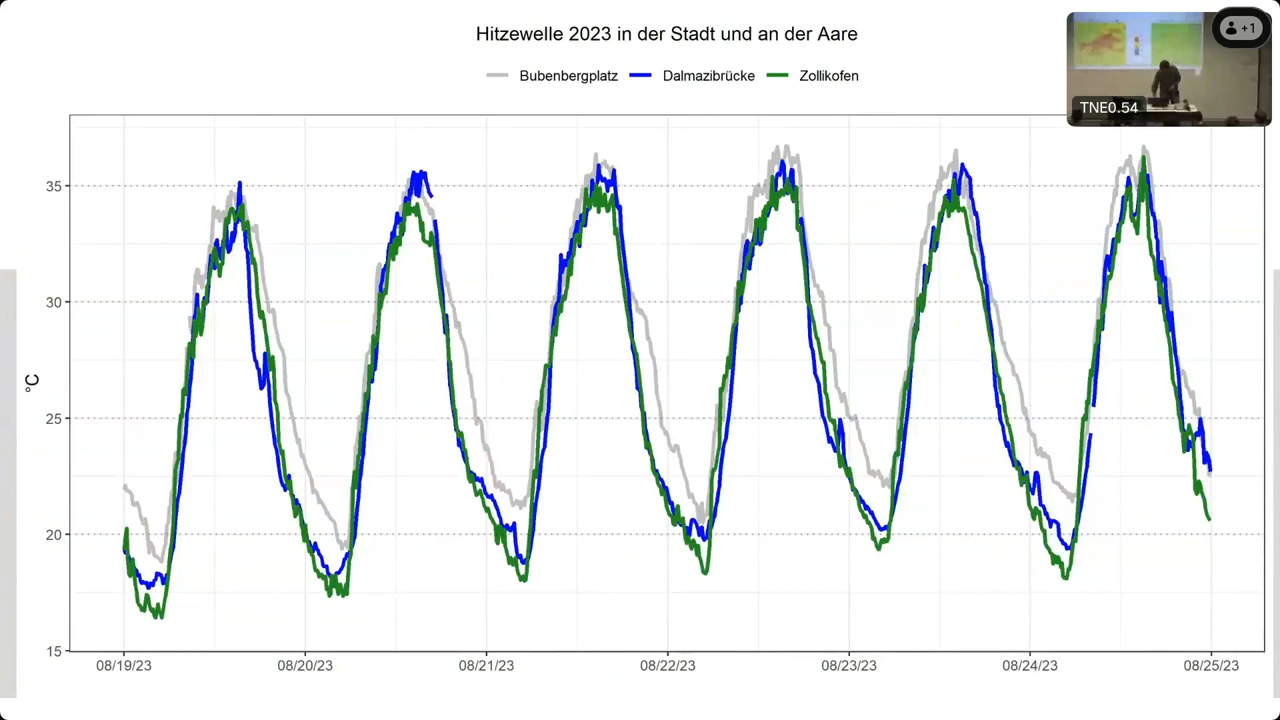 Hitzewelle 2023 in der Stadt und an der Aare
Bubenbergplatz Dalmazibrücke Zollikofen
+1
TNE0.54
°C
35
30
25
20
15
08/19/23 08/20/23 08/21/23 08/22/23 08/23/23 08/24/23 08/25/23